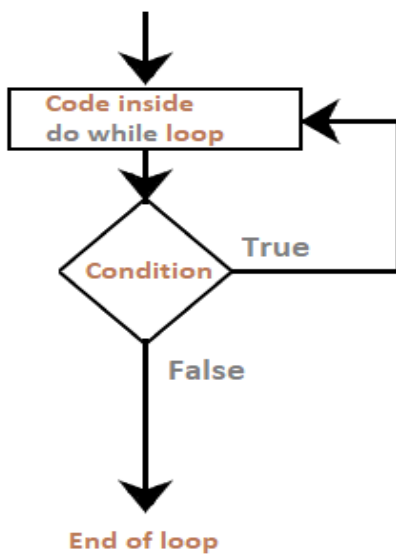 Code inside
do while loop
Condition
True
False
End of loop